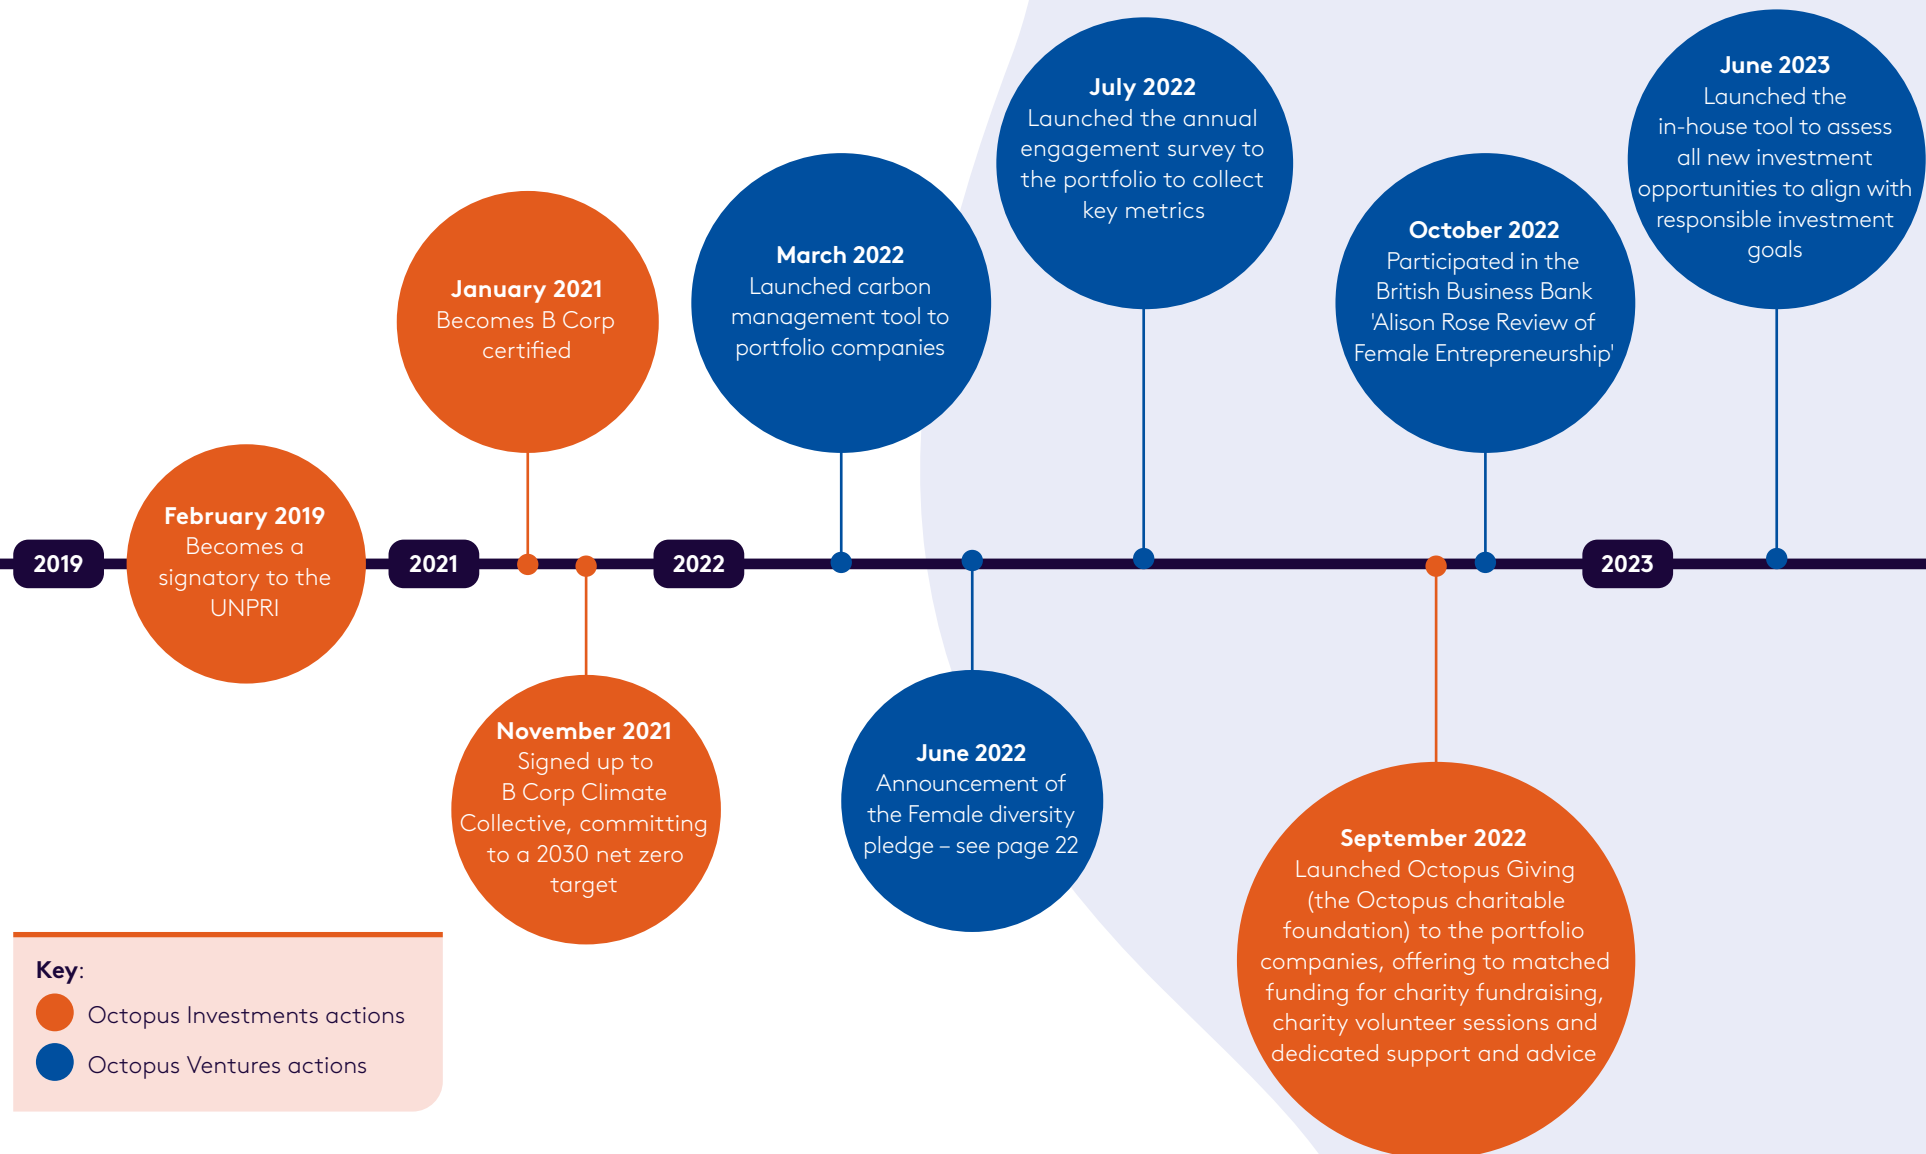 2019
February 2019
Becomes a
signatory to the
UNPRI
2021
January 2021
Becomes B Corp
certified
November 2021
Signed up to
B Corp Climate
Collective, committing
to a 2030 net zero
target
2022
March 2022
Launched carbon
management tool to
portfolio companies
June 2022
Announcement of
the Female diversity
pledge – see page 22
July 2022
Launched the annual
engagement survey to
the portfolio to collect
key metrics
September 2022
Launched Octopus Giving
(the Octopus charitable
foundation) to the portfolio
companies, offering to matched
funding for charity fundraising,
charity volunteer sessions and
dedicated support and advice
October 2022
Participated in the
British Business Bank
'Alison Rose Review of
Female Entrepreneurship'
2023
June 2023
Launched the
in-house tool to assess
all new investment
opportunities to align with
responsible investment
goals
Key:
Octopus Investments actions
Octopus Ventures actions